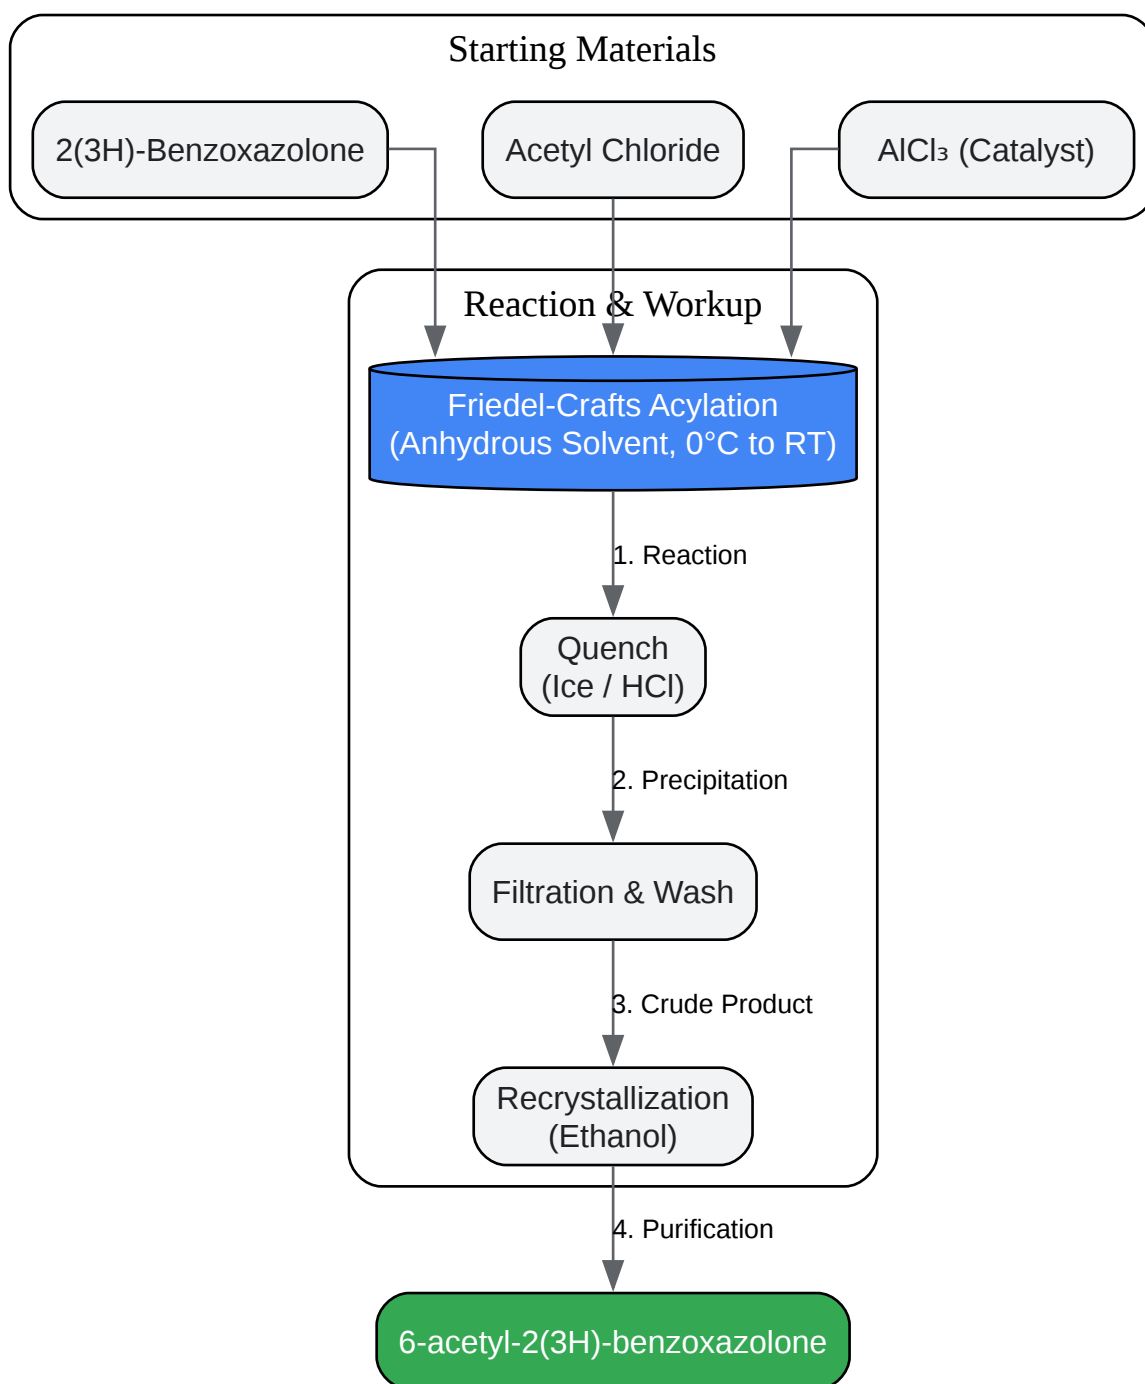 Starting Materials
2(3H)-Benzoxazolone
Acetyl Chloride
AlCl₃ (Catalyst)
Reaction & Workup
Friedel-Crafts Acylation
(Anhydrous Solvent, 0°C to RT)
1. Reaction
Quench
(Ice / HCl)
2. Precipitation
Filtration & Wash
3. Crude Product
Recrystallization
(Ethanol)
4. Purification
6-acetyl-2(3H)-benzoxazolone